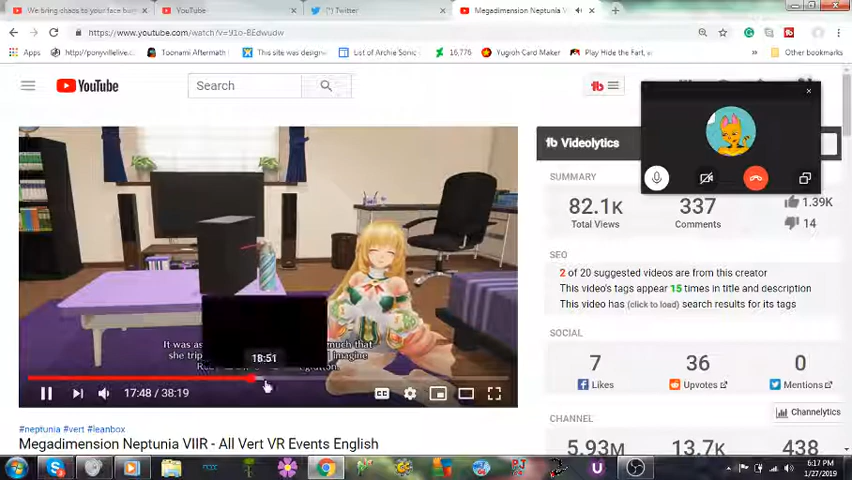 We bring chaos to your face bu
YouTube
Twitter
Megadimension Neptunia V
https://www.youtube.com/watch?v=91o-BEdwudw
Apps
http://ponyvillelive.
Toonami Aftermath
This site was designe
List of Archie Sonic
16,776
Yugioh Card Maker
Play Hide the Fart, a
Other bookmarks
YouTube
Search
tb
tb Videolytics
SUMMARY
82.1K
337
1.39K
Total Views
Comments
14
SEO
2 of 20 suggested videos are from this creator
This video's tags appear 15 times in title and description
This video has (click to load) search results for its tags
It was as
much that
she trip
imagine
18:51
SOCIAL
7
36
0
Likes
Upvotes
Mentions
17:48 / 38:19
CC
Channelytics
CHANNEL
#neptunia #vert #leanbox
5.93M
13.7K
438
Megadimension Neptunia VIIR - All Vert VR Events English
6:17 PM
1/27/2019